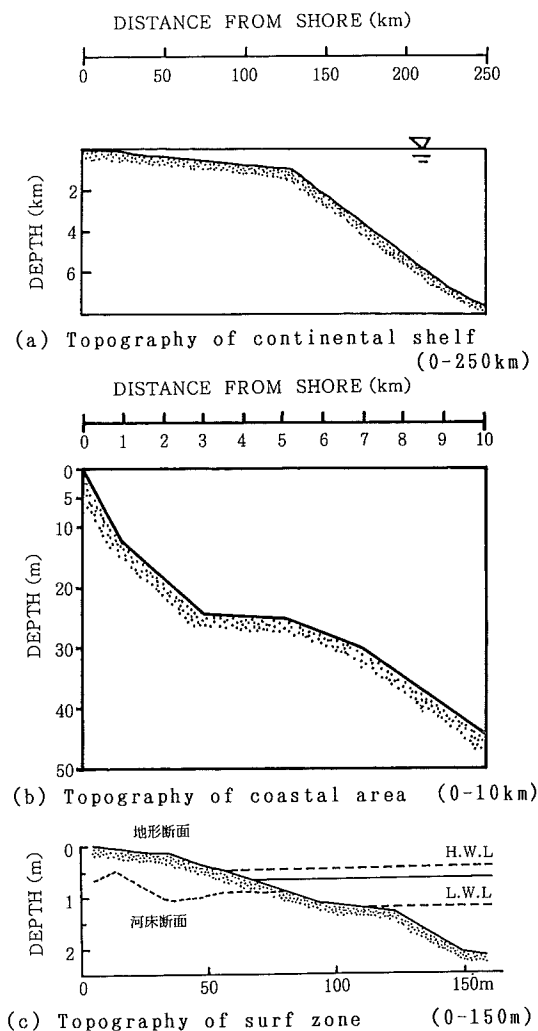 DISTANCE FROM SHORE (km)
0 50 100 150 200 250
DEPTH (km)
2
4
6
(a) Topography of continental shelf
(0-250km)
DISTANCE FROM SHORE (km)
0 1 2 3 4 5 6 7 8 9 10
DEPTH (m)
0
5
10
20
30
40
50
(b) Topography of coastal area (0-10km)
地形断面
H.W.L
L.W.L
河床断面
DEPTH (m)
0
1
2
0 50 100 150m
(c) Topography of surf zone (0-150m)